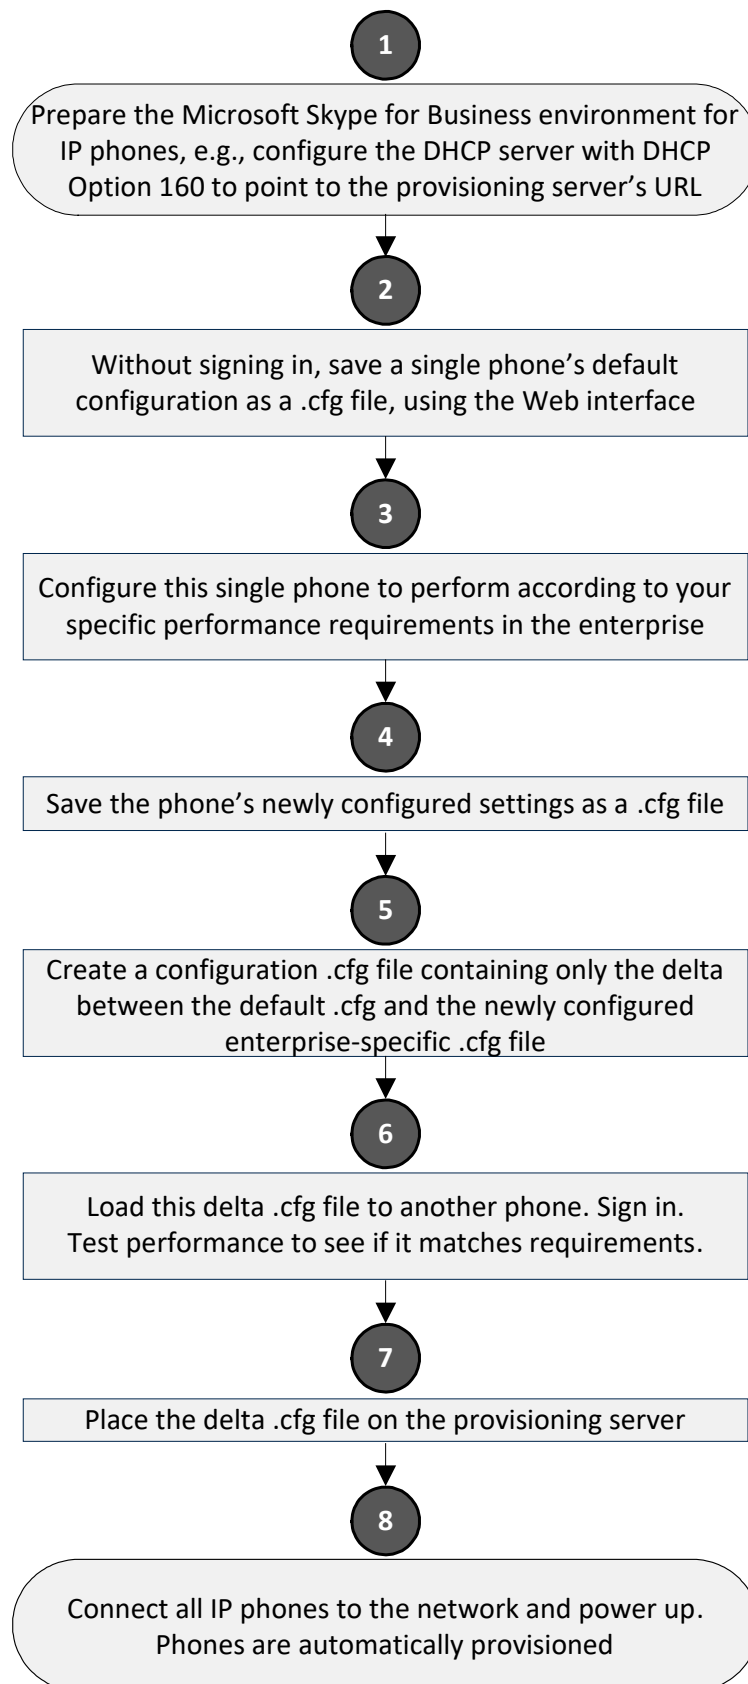 1
Prepare the Microsoft Skype for Business environment for
IP phones, e.g., configure the DHCP server with DHCP
Option 160 to point to the provisioning server’s URL
2
Without signing in, save a single phone’s default
configuration as a .cfg file, using the Web interface
3
Configure this single phone to perform according to your
specific performance requirements in the enterprise
4
Save the phone’s newly configured settings as a .cfg file
5
Create a configuration .cfg file containing only the delta
between the default .cfg and the newly configured
enterprise-specific .cfg file
6
Load this delta .cfg file to another phone. Sign in.
Test performance to see if it matches requirements.
7
Place the delta .cfg file on the provisioning server
8
Connect all IP phones to the network and power up.
Phones are automatically provisioned